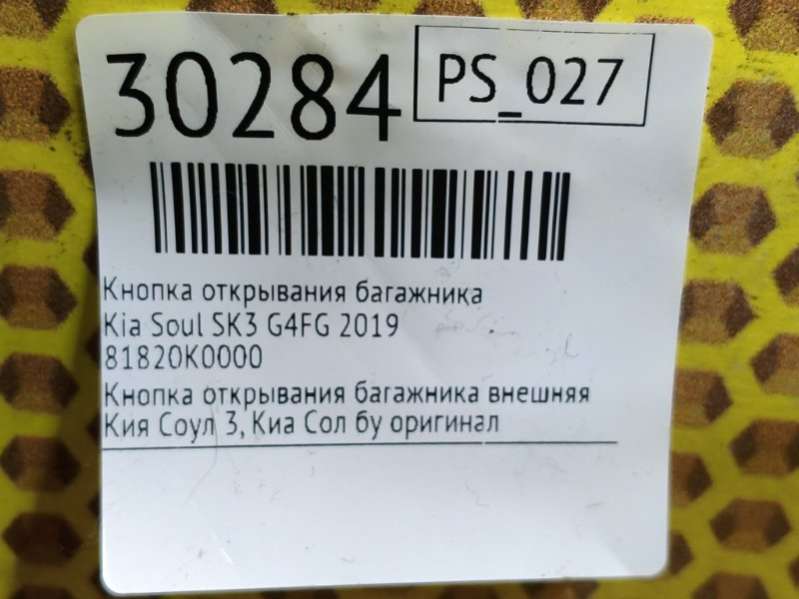 30284
PS_027
Кнопка открывания багажника
Kia Soul SK3 G4FG 2019
81820K0000
Кнопка открывания багажника внешняя
Кия Соул 3, Киа Сол бу оригинал